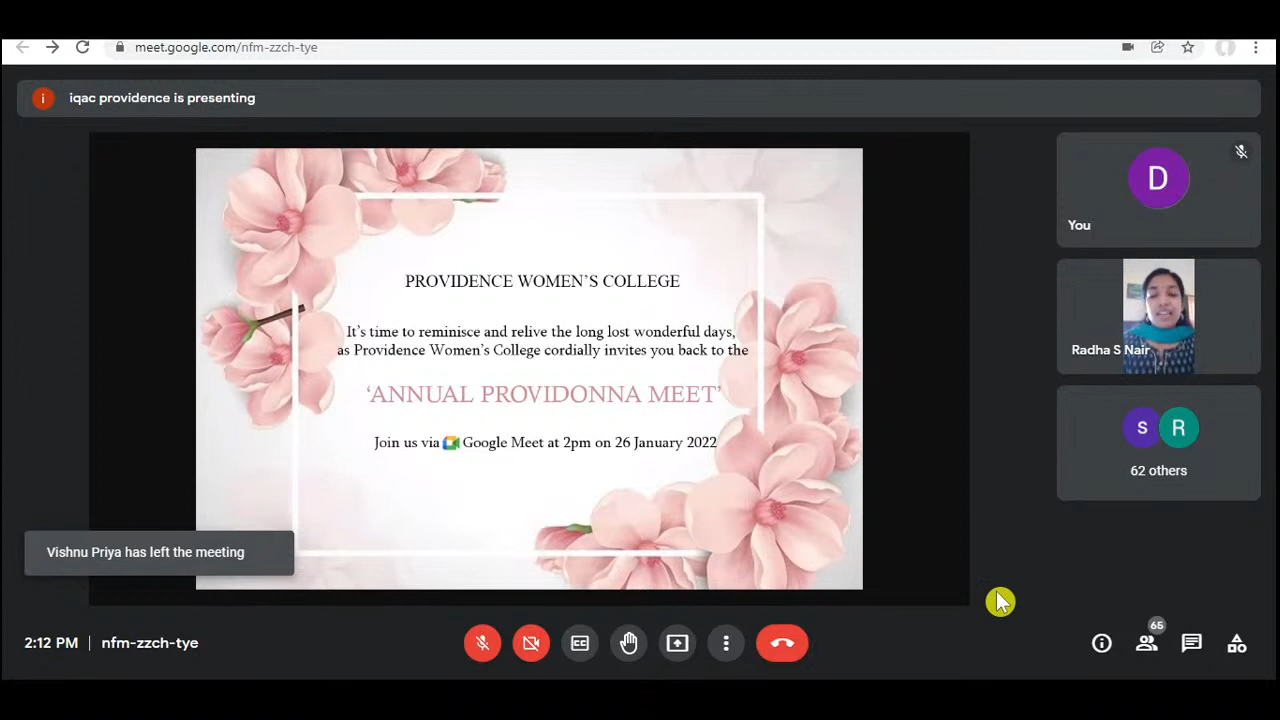 meet.google.com/nfm-zzch-tye
i iqac providence is presenting
D
You
PROVIDENCE WOMEN'S COLLEGE
It's time to reminisce and relive the long lost wonderful days,
as Providence Women's College cordially invites you back to the
'ANNUAL PROVIDONNA MEET'
Join us via Google Meet at 2pm on 26 January 2022
Radha S Nair
s R
62 others
Vishnu Priya has left the meeting
2:12 PM | nfm-zzch-tye
CC
65